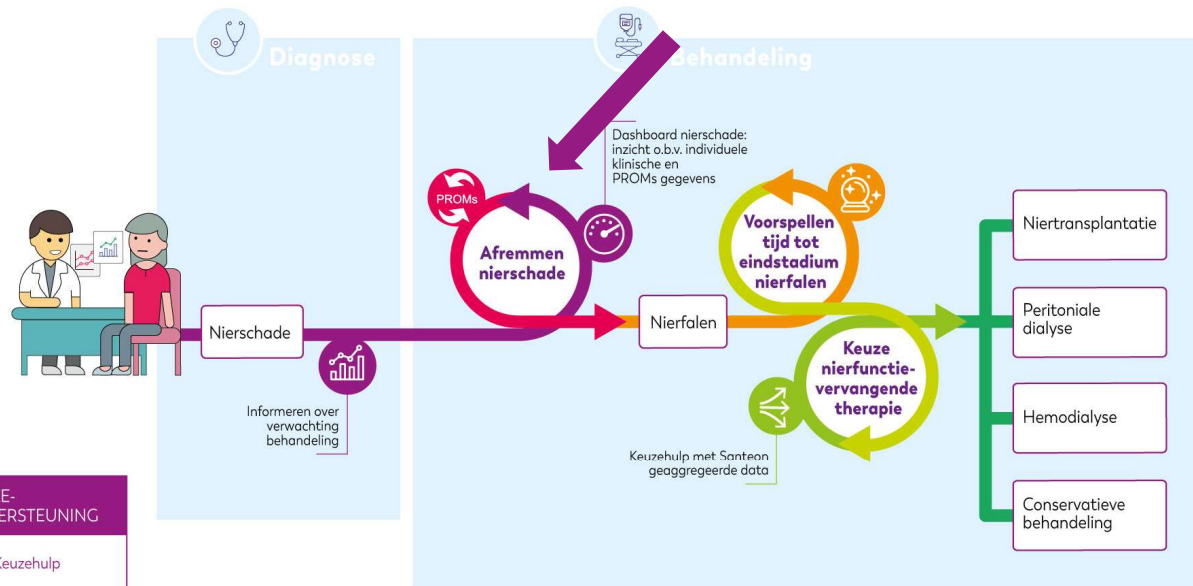 Diagnose
Behandeling
Dashboard nierschade:
inzicht o.b.v. individuele
klinische en
PROMs gegevens
PROMs
Afremmen
nierschade
Voorspellen
tijd tot
eindstadium
nierfalen
Nierschade
Nierfalen
Informeren over
verwachting
behandeling
Keuze
nierfunctie-
vervangende
therapie
Keuzehulp met Santeon
geaggregeerde data
Niertransplantatie
Peritoniale
dialyse
Hemodialyse
Conservatieve
behandeling
E-
ERSTEUNING
Keuzehulp